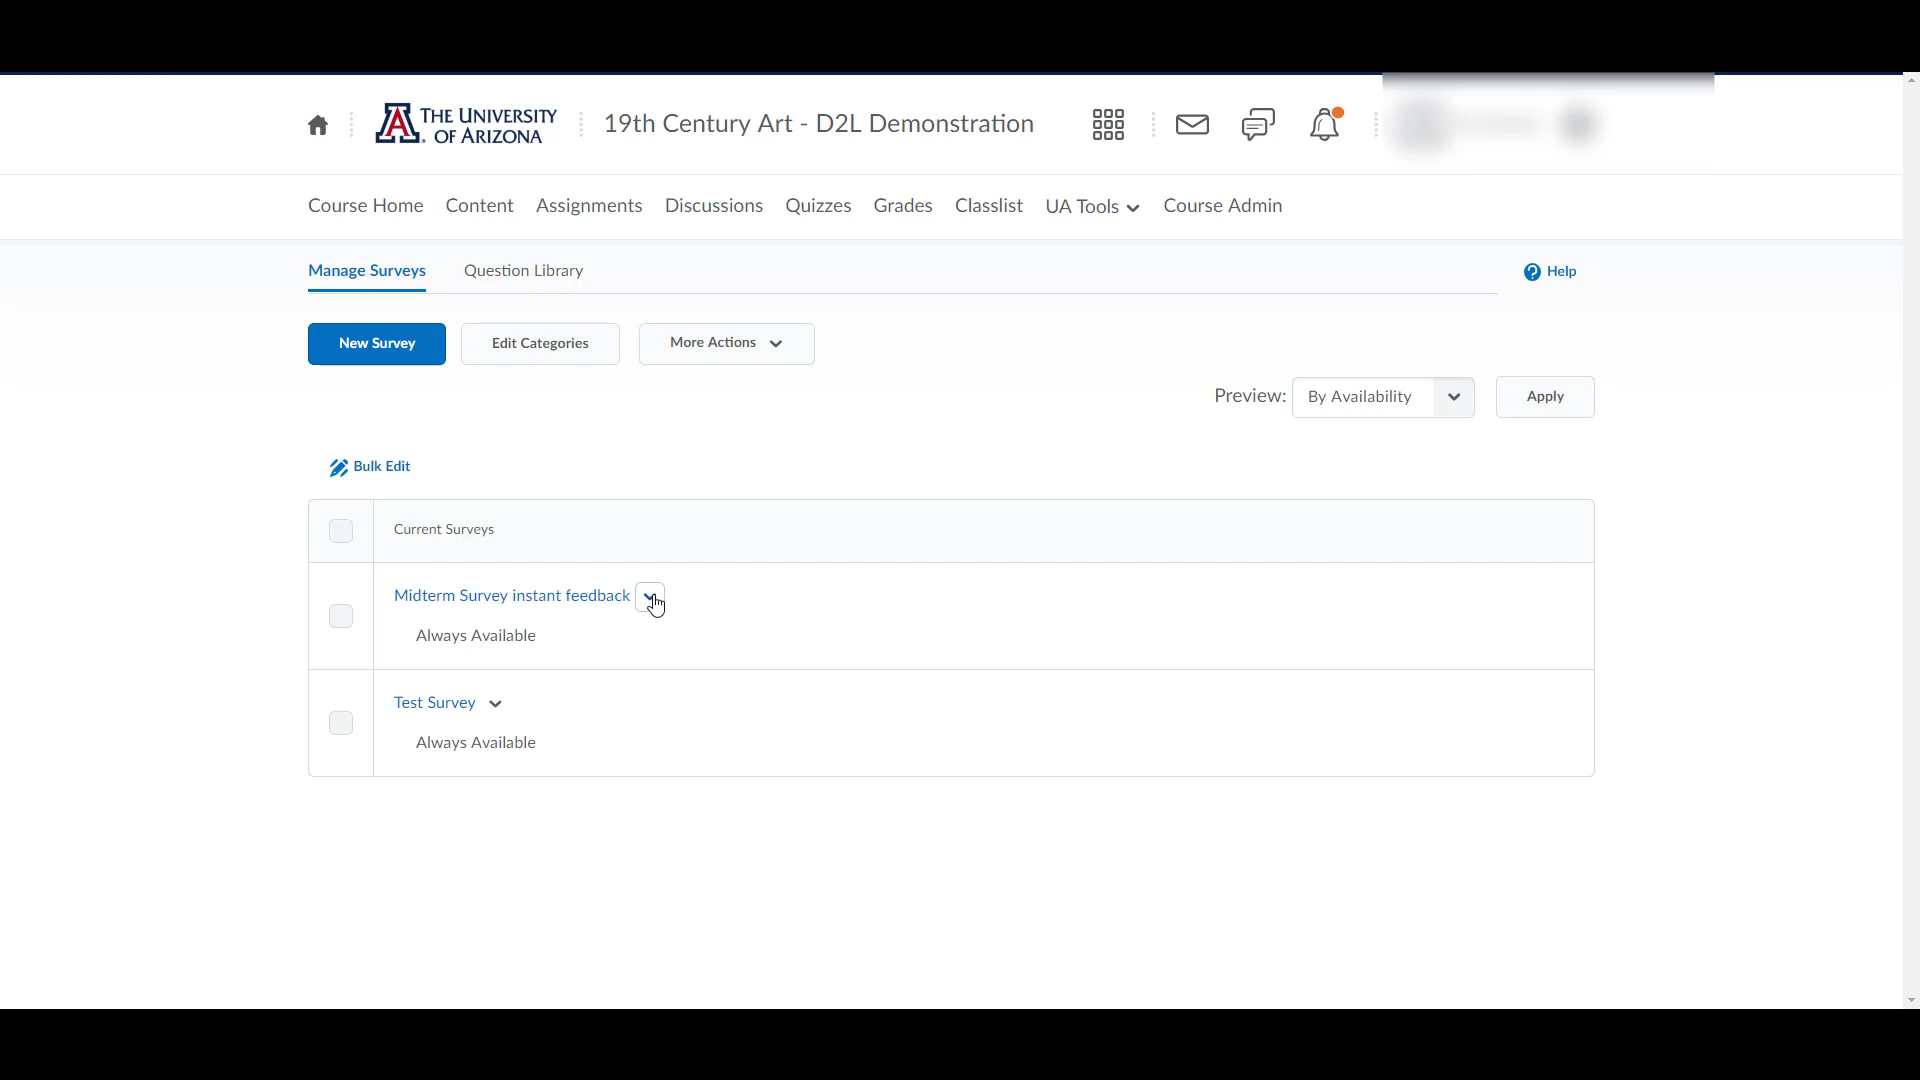 THE UNIVERSITY
OF ARIZONA
19th Century Art - D2L Demonstration
Course Home Content Assignments Discussions Quizzes Grades Classlist UA Tools Course Admin
Manage Surveys Question Library
Help
New Survey Edit Categories More Actions
Preview: By Availability Apply
Bulk Edit
Current Surveys
Midterm Survey instant feedback
Always Available
Test Survey
Always Available